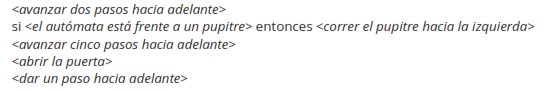 <avanzar dos pasos hacia adelante>
si <el autómata está frente a un pupitre> entonces <correr el pupitre hacia la izquierda>
<avanzar cinco pasos hacia adelante>
<abrir la puerta>
<dar un paso hacia adelante>